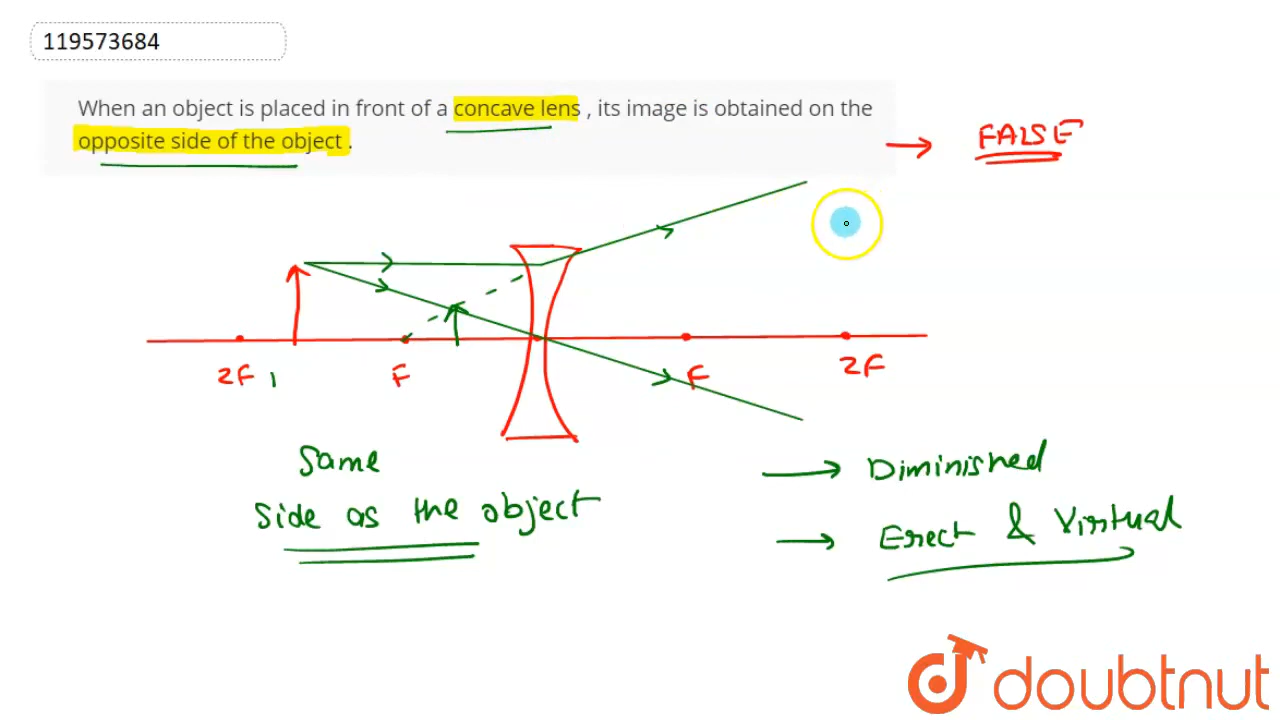 119573684
When an object is placed in front of a concave lens , its image is obtained on the
opposite side of the object .
FALSE
2F
F
F
2F
Same
Side as the object
Diminished
Erect & Virtual
doubtnut